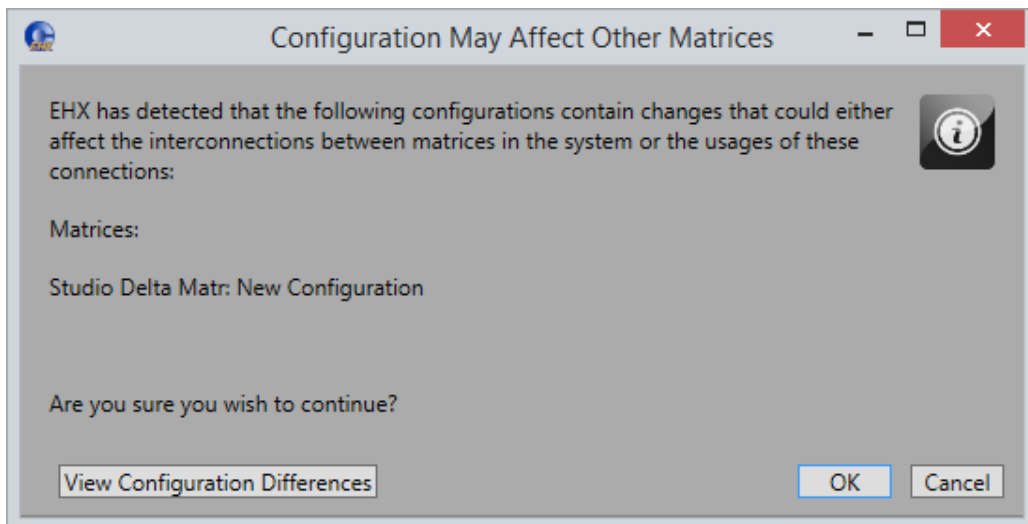 Configuration May Affect Other Matrices
EHX has detected that the following configurations contain changes that could either
affect the interconnections between matrices in the system or the usages of these
connections:
Matrices:
Studio Delta Matr: New Configuration
Are you sure you wish to continue?
View Configuration Differences
OK
Cancel